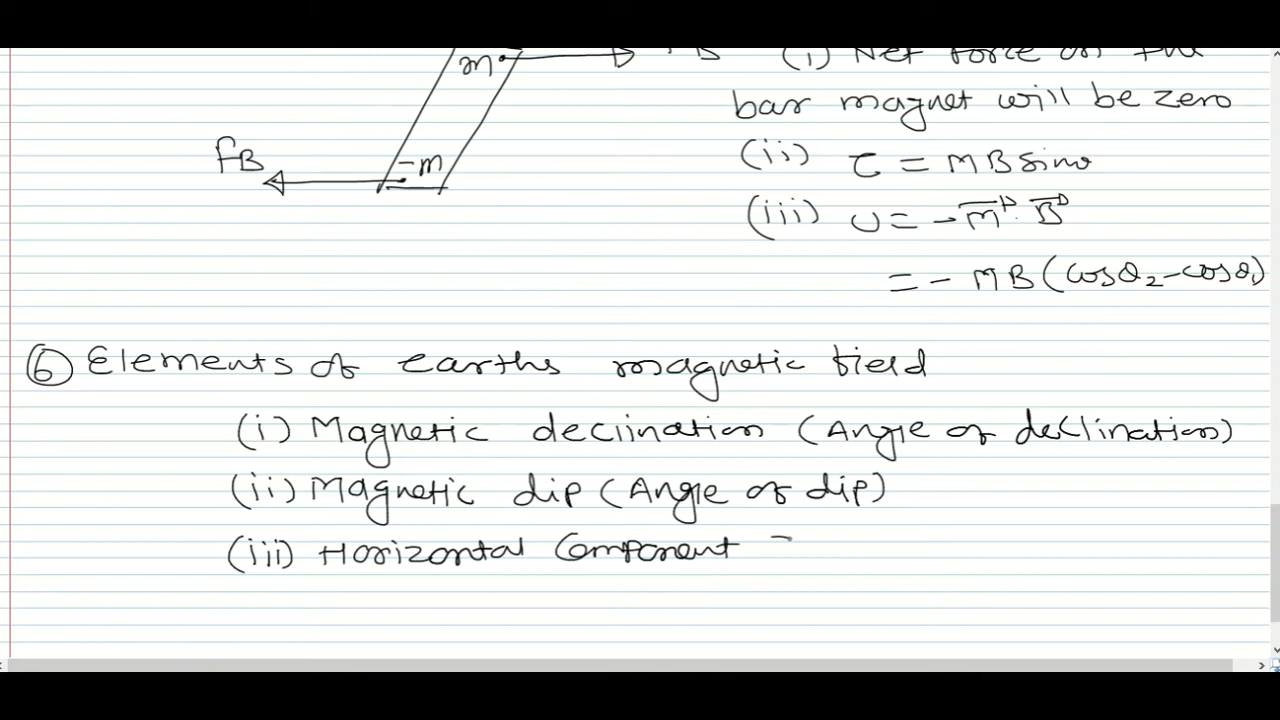 m
(i) Net force on the
bar magnet will be zero
FB
-m
(ii) τ = MB sinθ
(iii) U = -M⃗ · B⃗
= - MB (cosθ₂ - cosθ₁)
⑥ Elements of earths magnetic field
(i) Magnetic declination (Angle of declination)
(ii) Magnetic dip (Angle of dip)
(iii) Horizontal Component